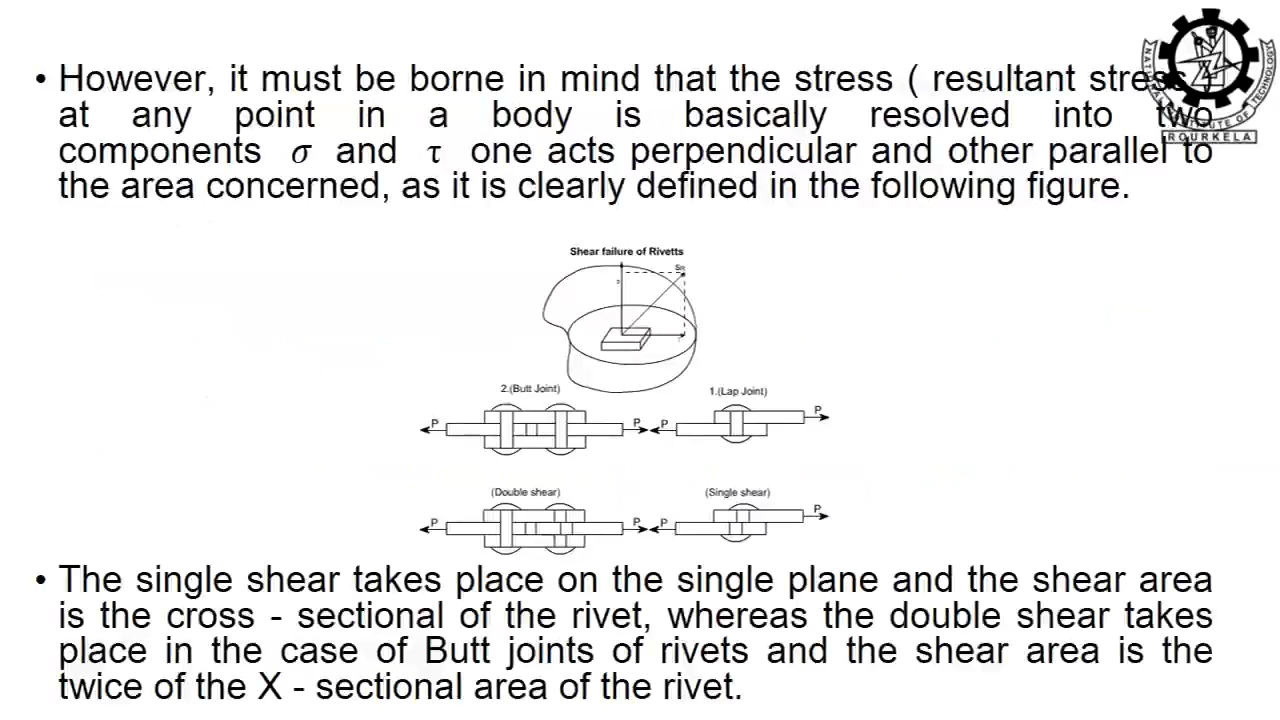 • However, it must be borne in mind that the stress ( resultant stress
at any point in a body is basically resolved into two
components σ and τ one acts perpendicular and other parallel to
the area concerned, as it is clearly defined in the following figure.
NATIONAL INSTITUTE OF TECHNOLOGY
ROURKELA
Shear failure of Rivetts
2.(Butt Joint)
1.(Lap Joint)
P
P
P
P
(Double shear)
(Single shear)
P
P
P
P
• The single shear takes place on the single plane and the shear area
is the cross - sectional of the rivet, whereas the double shear takes
place in the case of Butt joints of rivets and the shear area is the
twice of the X - sectional area of the rivet.